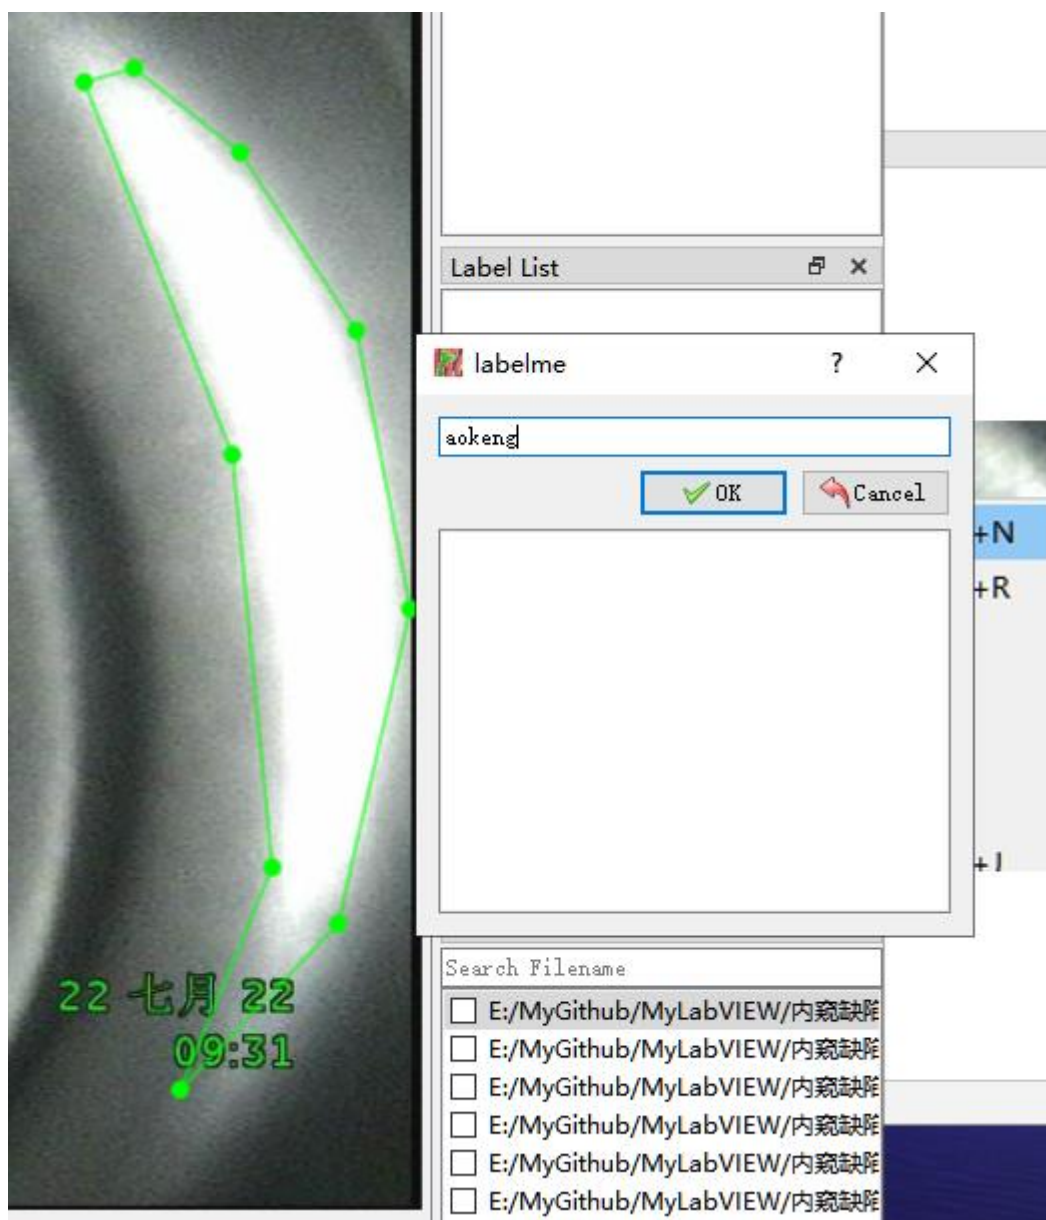 Label List
labelme
?
aokeng
OK
Cancel
+N
+R
+J
22 七月 22
09:31
Search Filename
E:/MyGithub/MyLabVIEW/内窥缺陷
E:/MyGithub/MyLabVIEW/内窥缺陷
E:/MyGithub/MyLabVIEW/内窥缺陷
E:/MyGithub/MyLabVIEW/内窥缺陷
E:/MyGithub/MyLabVIEW/内窥缺陷
E:/MyGithub/MyLabVIEW/内窥缺陷